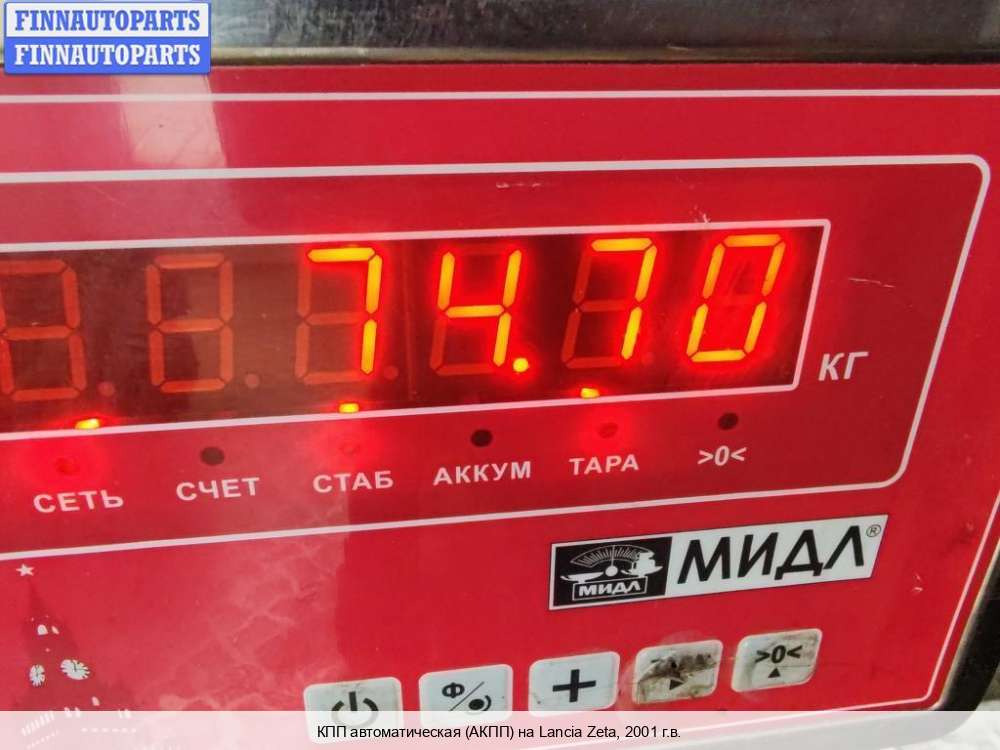 FINNAUTOPARTS
FINNAUTOPARTS
74.70
КГ
СЕТЬ СЧЕТ СТАБ АККУМ ТАРА >0<
МИДЛ МИДЛ®
Ф + >0<
КПП автоматическая (АКПП) на Lancia Zeta, 2001 г.в.